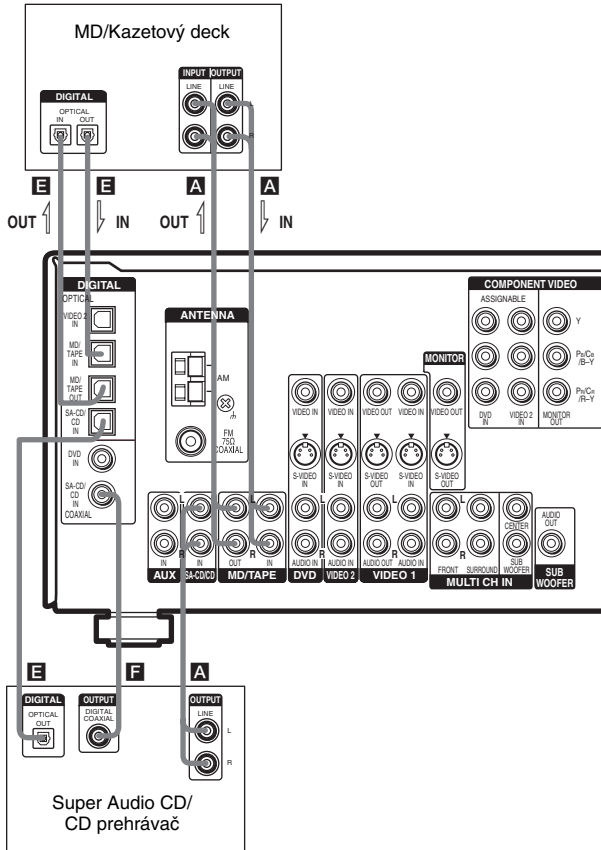 MD/Kazetový deck
INPUT OUTPUT
LINE LINE
L
R
DIGITAL
OPTICAL
IN OUT
E E A A
OUT IN OUT IN
DIGITAL
OPTICAL
VIDEO 2
IN
MD/
TAPE
IN
MD/
TAPE
OUT
SA-CD/
CD
IN
DVD
IN
SA-CD/
CD
IN
COAXIAL
ANTENNA
AM
FM
75Ω
COAXIAL
COMPONENT VIDEO
ASSIGNABLE
Y
PB/CB
/B–Y
PR/CR
/R–Y
DVD
IN
VIDEO 2
IN
MONITOR
OUT
MONITOR
VIDEO IN VIDEO IN VIDEO OUT VIDEO IN VIDEO OUT
S-VIDEO
IN
S-VIDEO
IN
S-VIDEO
OUT
S-VIDEO
IN
S-VIDEO
OUT
L L L L L
R R R R R
IN IN OUT IN AUDIO IN AUDIO IN AUDIO OUT AUDIO IN
AUX SA-CD/CD MD/TAPE DVD VIDEO 2 VIDEO 1
FRONT SURROUND
CENTER
SUB
WOOFER
MULTI CH IN
AUDIO
OUT
SUB
WOOFER
E F A
DIGITAL
OPTICAL
OUT
OUTPUT
DIGITAL
COAXIAL
OUTPUT
LINE
L
R
Super Audio CD/
CD prehrávač